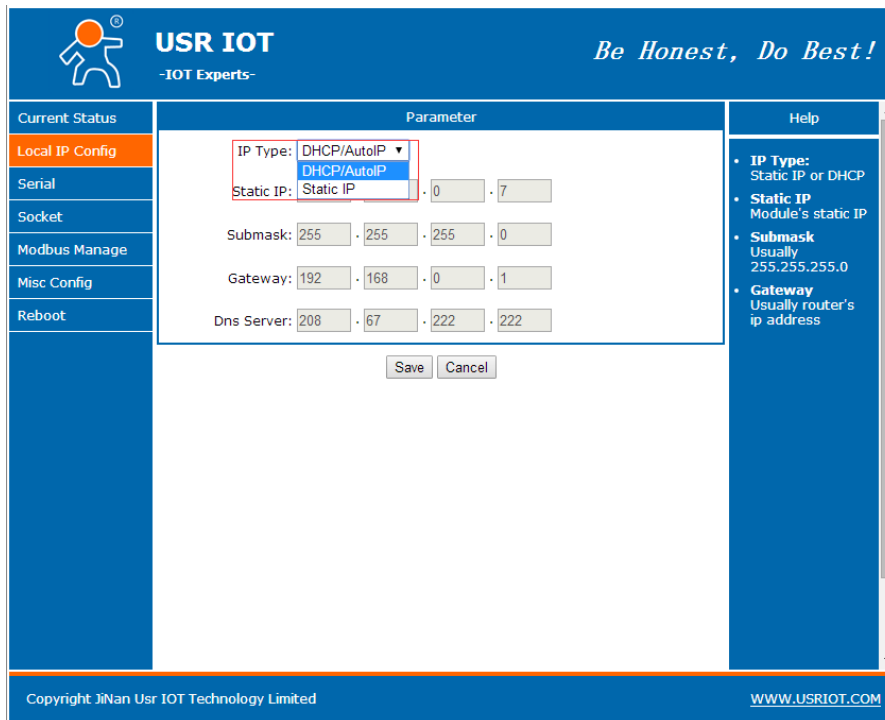 ®
USR IOT
-IOT Experts-
Be Honest, Do Best!
Current Status
Local IP Config
Serial
Socket
Modbus Manage
Misc Config
Reboot
Parameter
IP Type: DHCP/AutoIP
DHCP/AutoIP
Static IP
Static IP: . 0 . 7
Submask: 255 . 255 . 255 . 0
Gateway: 192 . 168 . 0 . 1
Dns Server: 208 . 67 . 222 . 222
Save Cancel
Help
• IP Type:
Static IP or DHCP
• Static IP
Module's static IP
• Submask
Usually
255.255.255.0
• Gateway
Usually router's
ip address
Copyright JiNan Usr IOT Technology Limited
WWW.USRIOT.COM